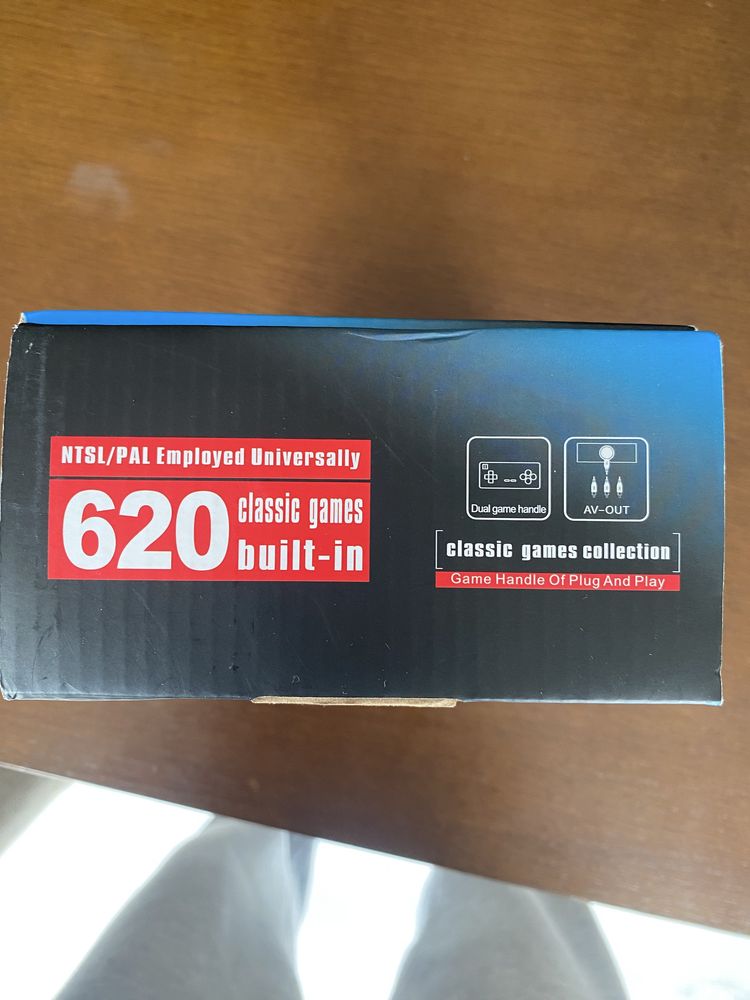 NTSL/PAL Employed Universally
620 classic games
built-in
Dual game handle
AV-OUT
classic games collection
Game Handle Of Plug And Play